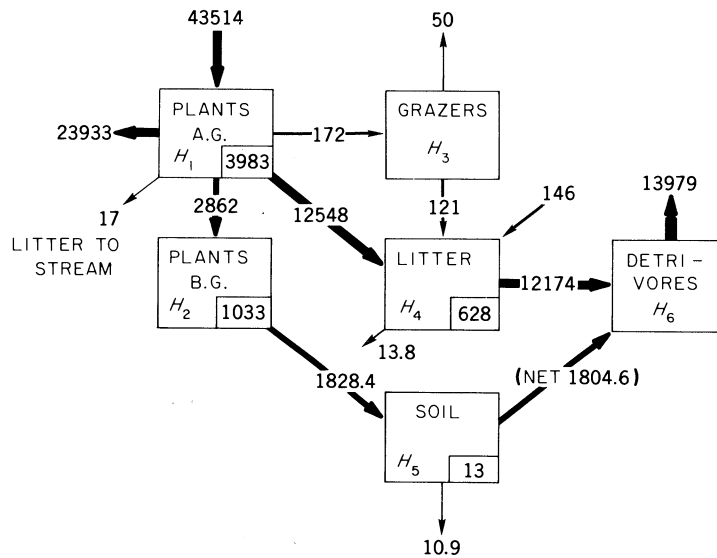 43514
50
PLANTS
A.G.
H1
3983
23933
172
GRAZERS
H3
17
LITTER TO
STREAM
2862
12548
121
146
13979
PLANTS
B.G.
H2
1033
LITTER
H4
628
12174
DETRI-
VORES
H6
13.8
1828.4
(NET 1804.6)
SOIL
H5
13
10.9